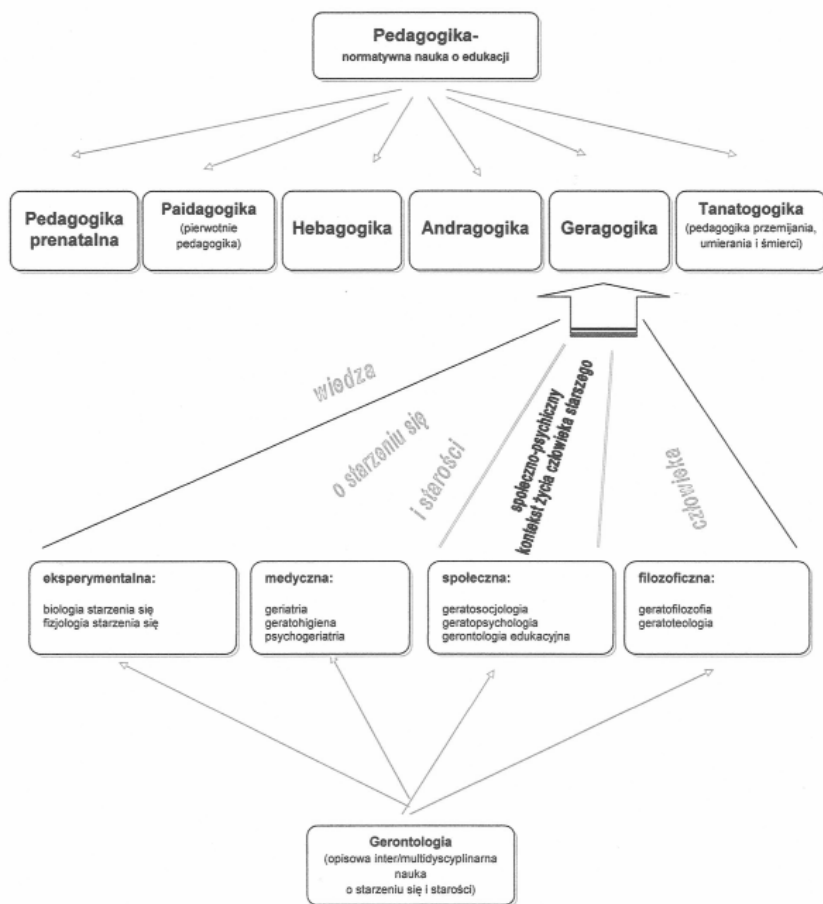 Pedagogika-
normatywna nauka o edukacji
Pedagogika
prenatalna
Paidagogika
(pierwotnie
pedagogika)
Hebagogika
Andragogika
Geragogika
Tanatogogika
(pedagogika przemijania,
umierania i śmierci)
wiedza
o starzeniu się
i starości
społeczno-psychiczny
kontekst życia człowieka starszego
człowieka
eksperymentalna:
biologia starzenia się
fizjologia starzenia się
medyczna:
geriatria
geratohigiena
psychogeriatria
społeczna:
geratosocjologia
geratopsychologia
gerontologia edukacyjna
filozoficzna:
geratofilozofia
geratoteologia
Gerontologia
(opisowa inter/multidyscyplinarna
nauka
o starzeniu się i starości)